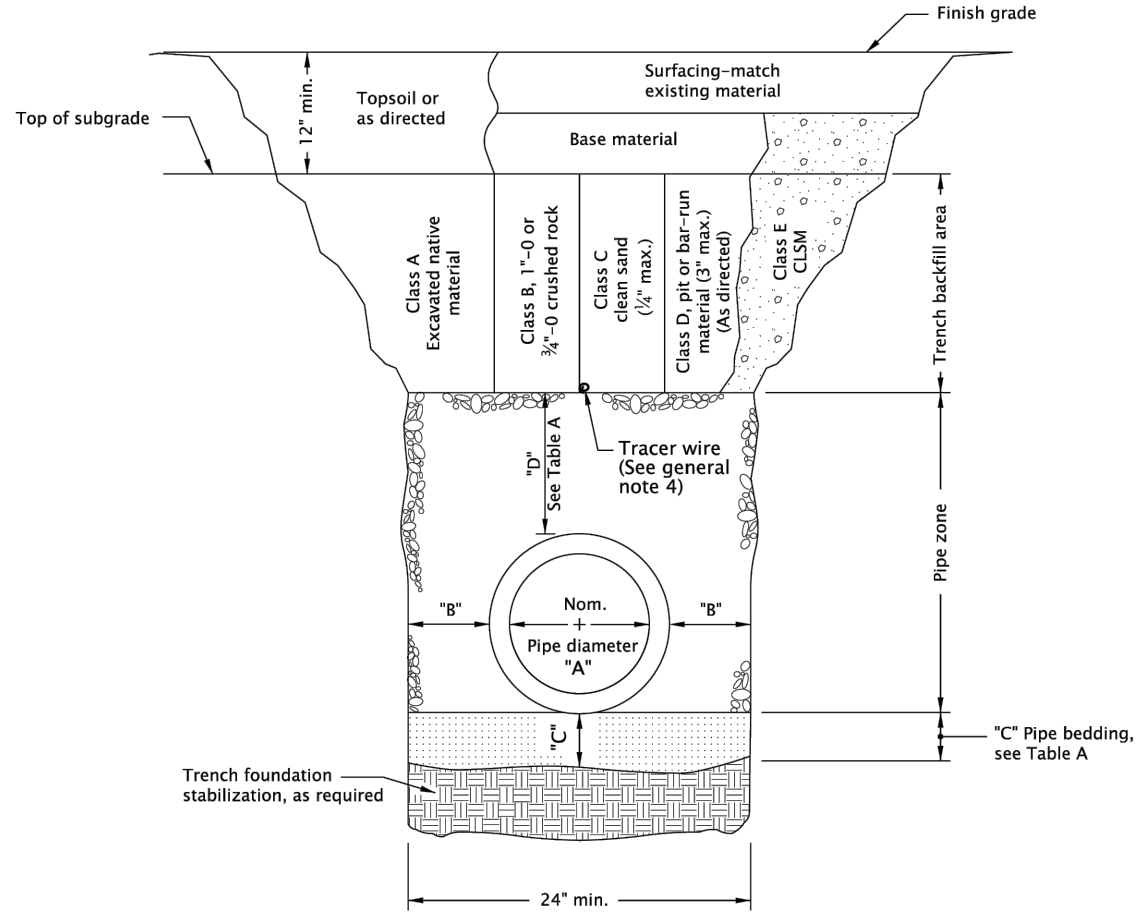 Finish grade
Surfacing-match
existing material
12" min.
Topsoil or
as directed
Top of subgrade
Base material
Class A
Excavated native
material
Class B, 1"-0 or
3⁄4"-0 crushed rock
Class C
clean sand
(1⁄4" max.)
Class D, pit or bar-run
material (3" max.)
(As directed)
Class E
CLSM
Trench backfill area
"D"
See Table A
Tracer wire
(See general
note 4)
Pipe zone
"B"
Nom.
"B"
Pipe diameter
"A"
"C"
"C" Pipe bedding,
see Table A
Trench foundation
stabilization, as required
24" min.